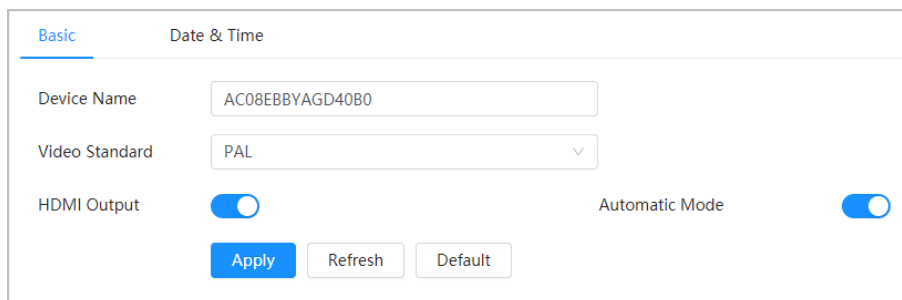 Basic Date & Time
Device Name AC08EBBYAGD40B0
Video Standard PAL
HDMI Output Automatic Mode
Apply Refresh Default